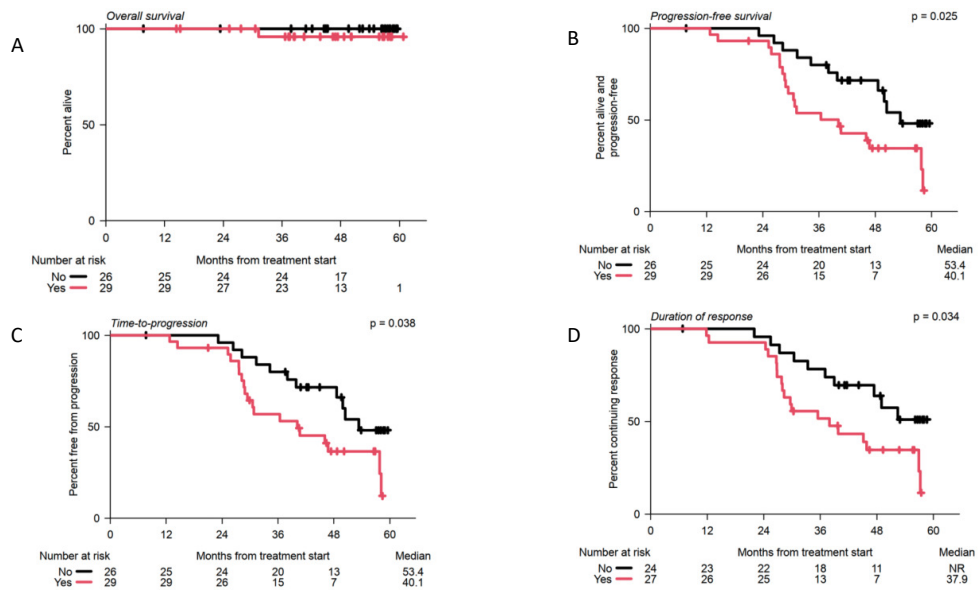 A
Overall survival
100
50
0
Percent alive
0 12 24 36 48 60
Number at risk Months from treatment start
No 26 25 24 24 17
Yes 29 29 27 23 13 1
B
Progression-free survival p = 0.025
100
50
0
Percent alive and
progression-free
0 12 24 36 48 60
Number at risk Months from treatment start Median
No 26 25 24 20 13 53.4
Yes 29 29 26 15 7 40.1
C
Time-to-progression p = 0.038
100
50
0
Percent free from progression
0 12 24 36 48 60
Number at risk Months from treatment start Median
No 26 25 24 20 13 53.4
Yes 29 29 26 15 7 40.1
D
Duration of response p = 0.034
100
50
0
Percent continuing response
0 12 24 36 48 60
Number at risk Months from treatment start Median
No 24 23 22 18 11 NR
Yes 27 26 25 13 7 37.9